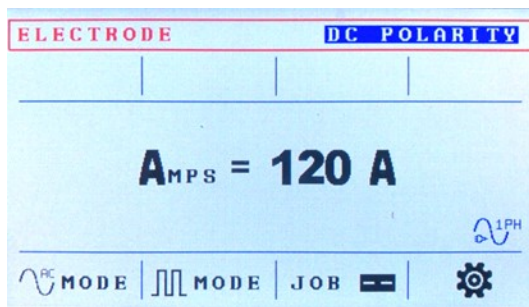 ELECTRODE DC POLARITY
AMPS = 120 A
1PH
AC MODE MODE JOB --